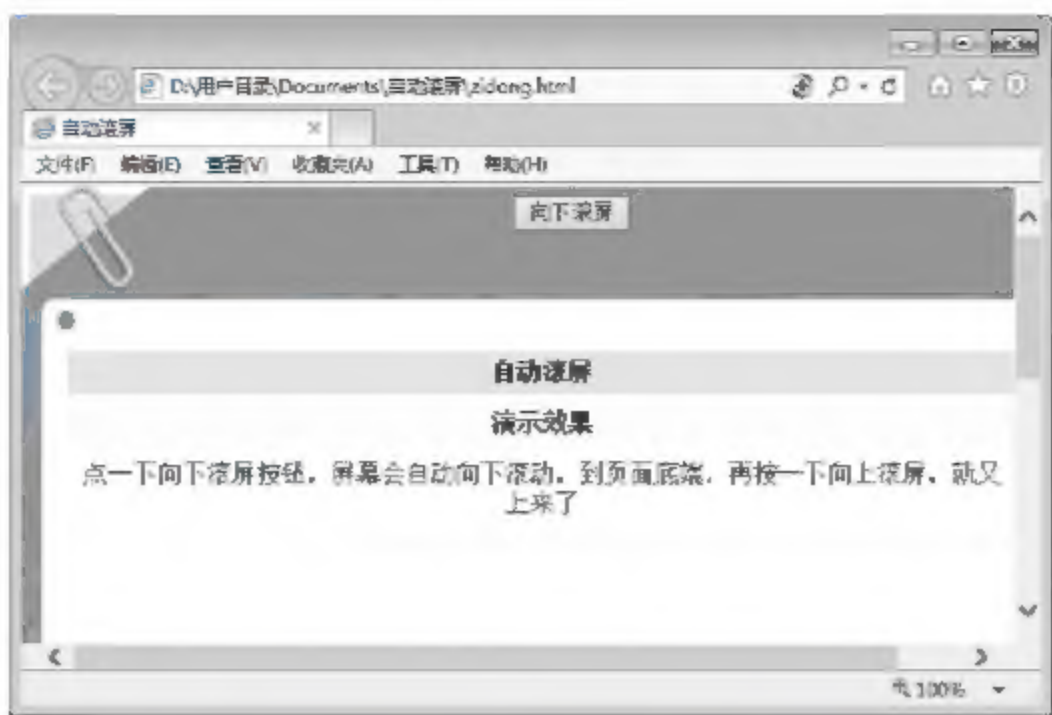 D:\用户目录\Documents\自动滚屏\zidong.html
自动滚屏
文件(F) 编辑(E) 查看(V) 收藏夹(A) 工具(T) 帮助(H)
向下滚屏
自动滚屏
演示效果
点一下向下滚屏按钮，屏幕会自动向下滚动，到页面底端，再按一下向上滚屏，就又
上来了
100%